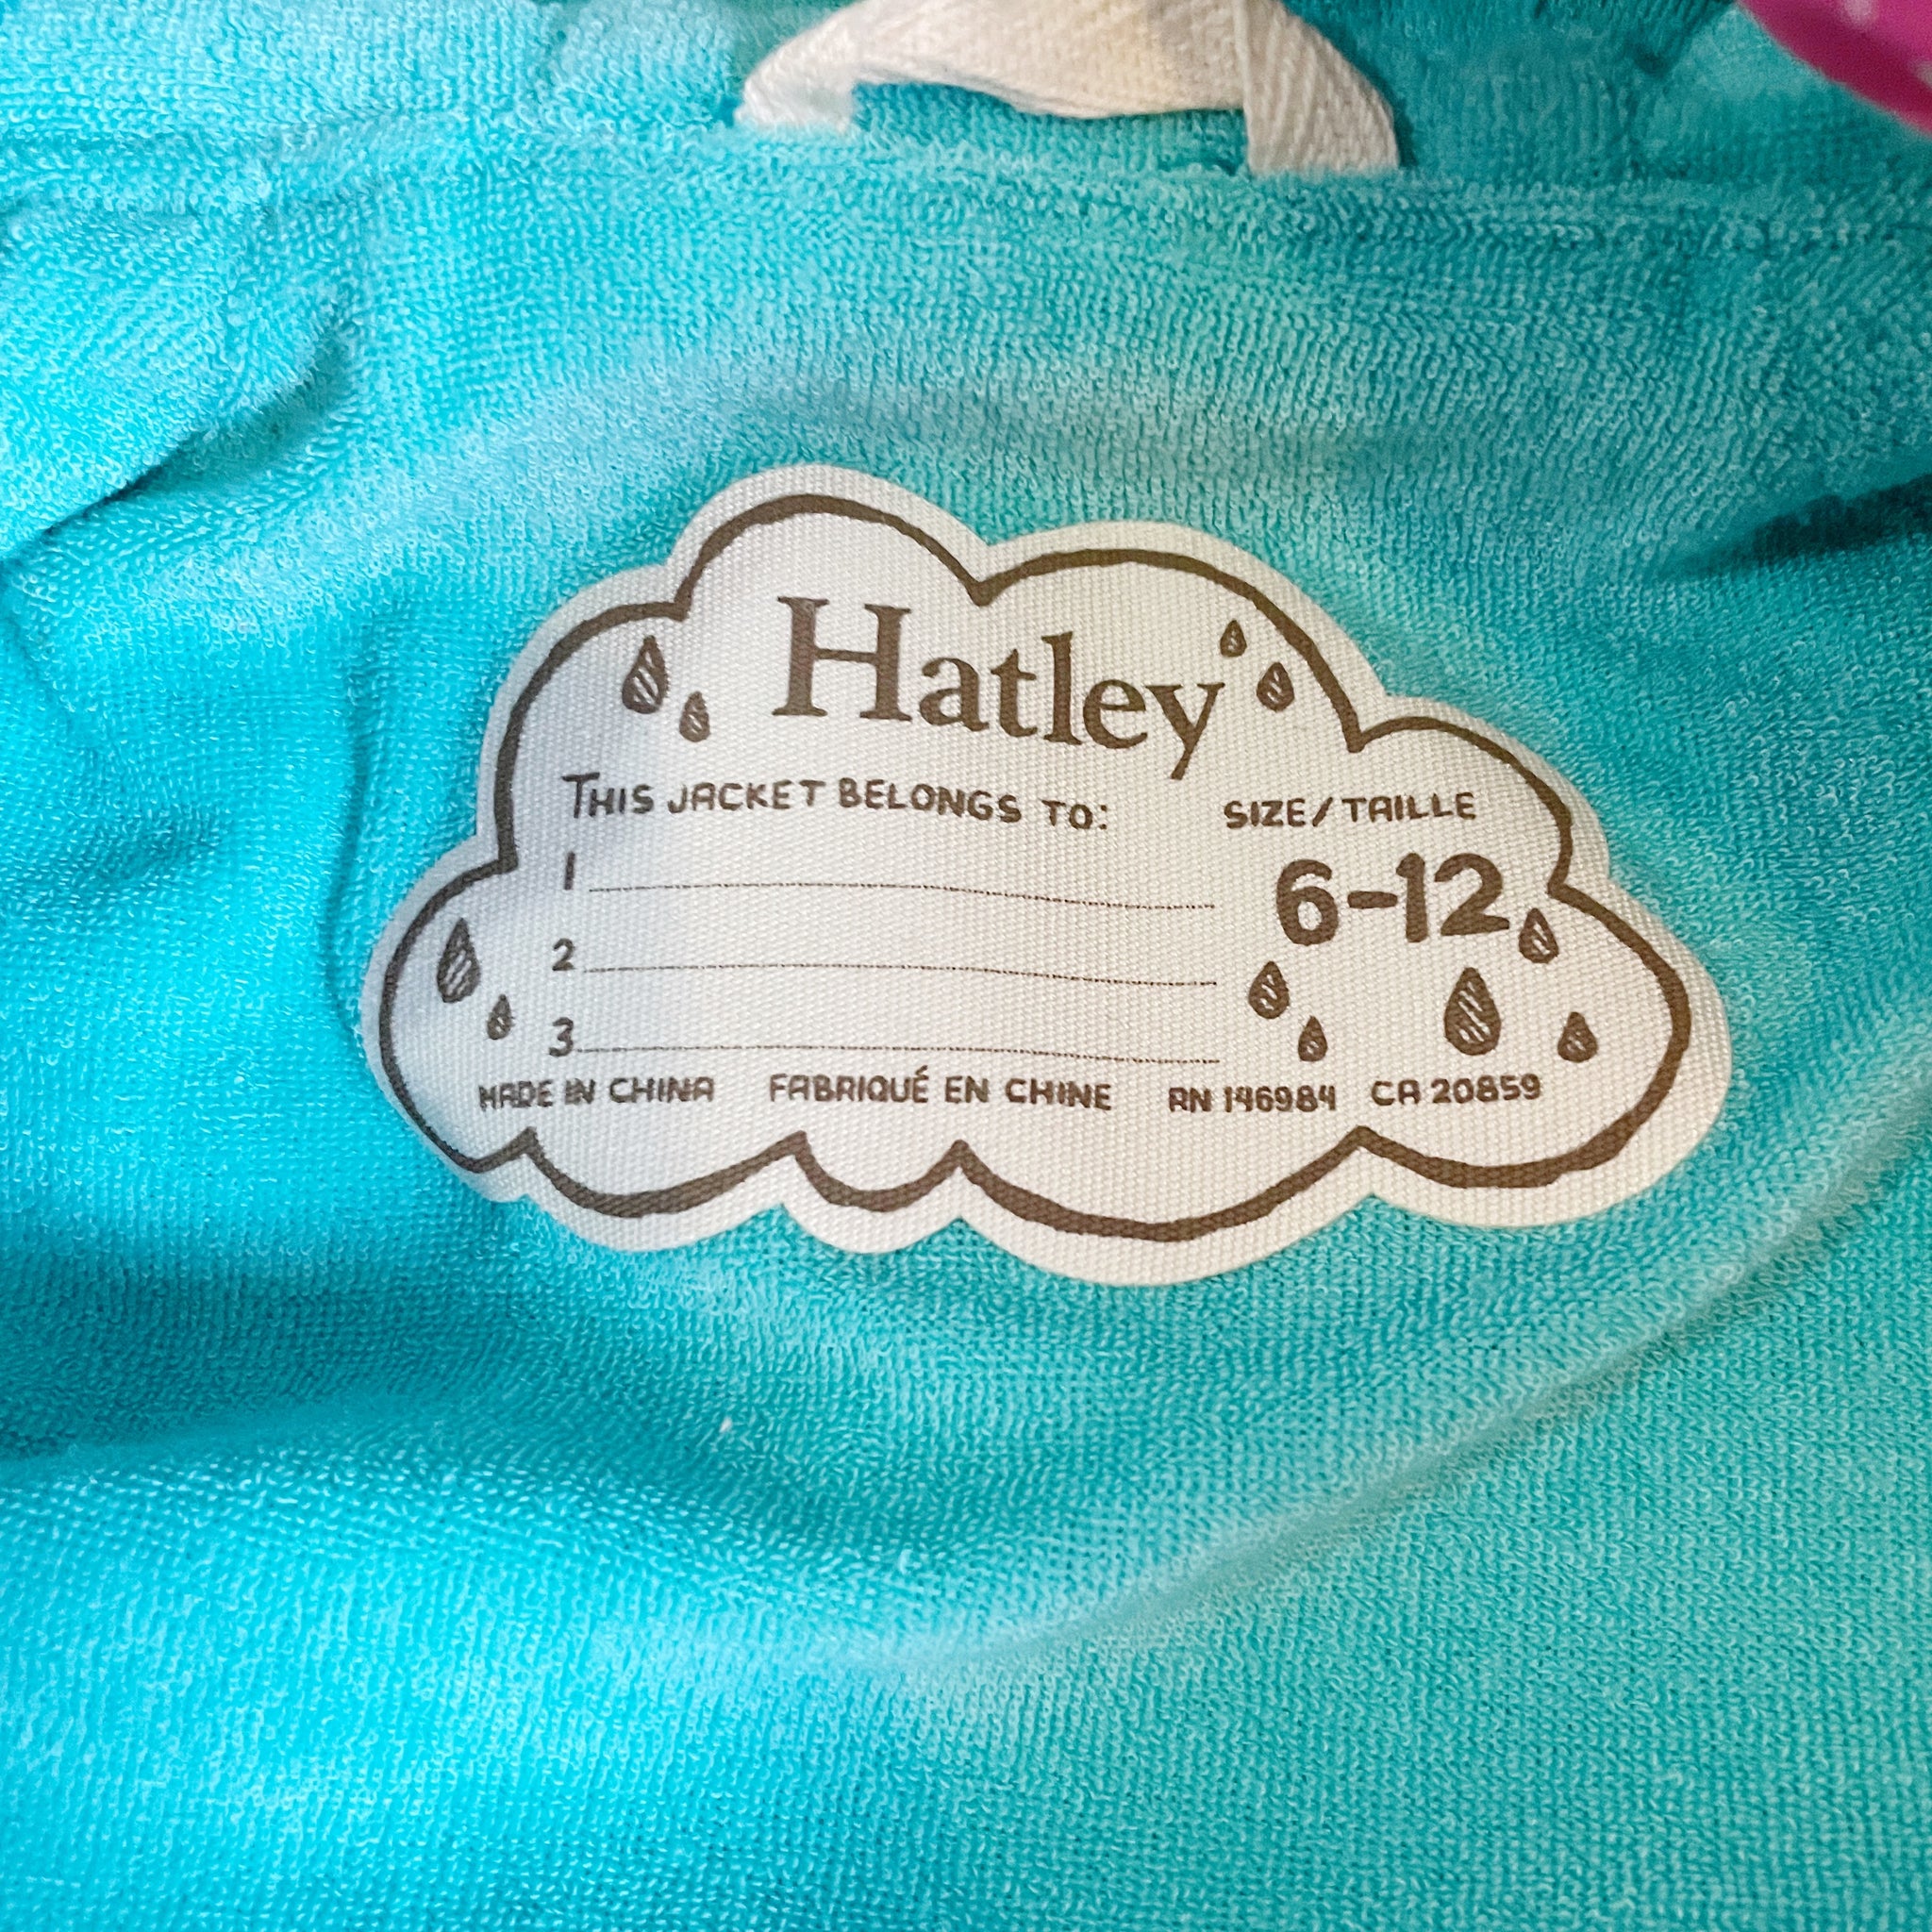 Hatley
THIS JACKET BELONGS TO: SIZE/TAILLE
1 6-12
2
3
MADE IN CHINA FABRIQUÉ EN CHINE RN 146984 CA 20859